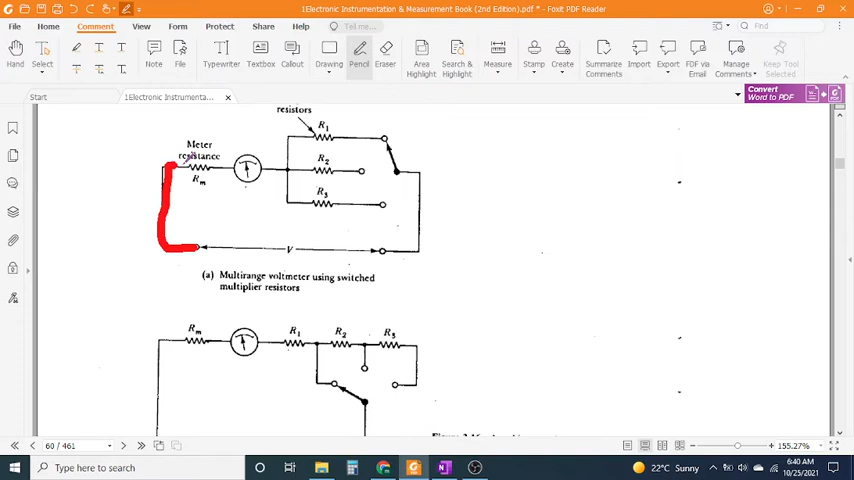 1Electronic Instrumentation & Measurement Book (2nd Edition).pdf * - Foxit PDF Reader
File Home Comment View Form Protect Share Help Tell me... Find
Hand Select Note File Typewriter Textbox Callout Drawing Pencil Eraser Area Highlight Search & Highlight Measure Stamp Create Summarize Comments Import Export FDF via Email Manage Comments Keep Tool Selected
Start 1Electronic Instrumenta... Convert Word to PDF
resistors
R1
Meter
resistance
R2
Rm
R3
V
(a) Multirange voltmeter using switched
multiplier resistors
Rm R1 R2 R3
60 / 461 155.27%
Type here to search 22°C Sunny 6:40 AM
10/25/2021